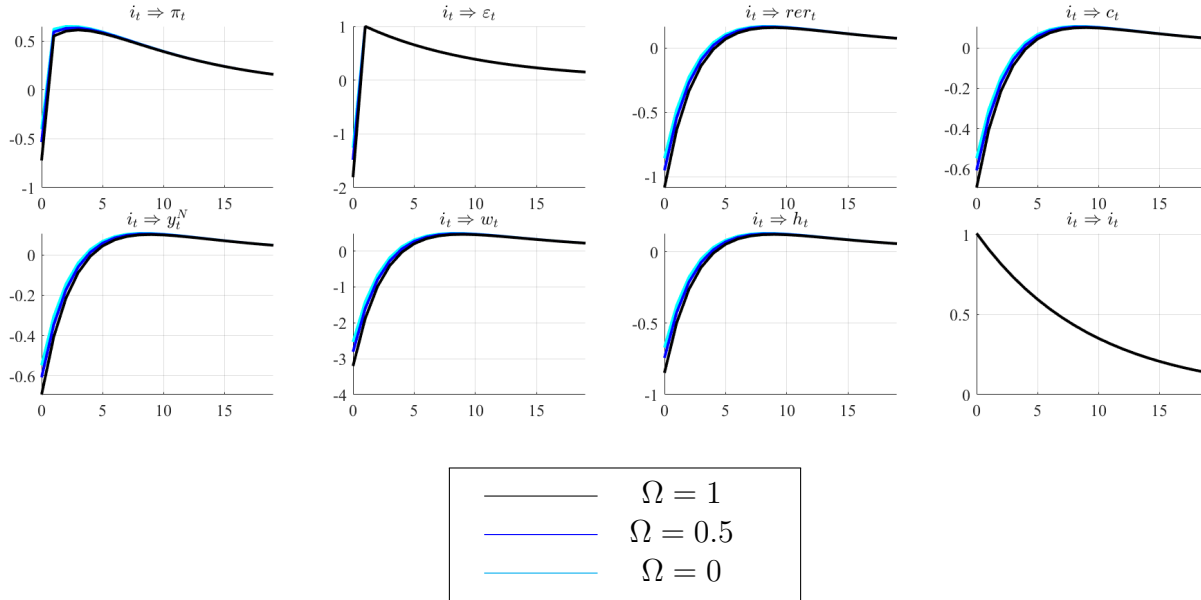 i_t ⇒ π_t
0.5
0
-0.5
-1
0 5 10 15
i_t ⇒ ε_t
1
0
-1
-2
0 5 10 15
i_t ⇒ rer_t
0
-0.5
-1
0 5 10 15
i_t ⇒ c_t
0
-0.2
-0.4
-0.6
0 5 10 15
i_t ⇒ y_t^N
0
-0.2
-0.4
-0.6
0 5 10 15
i_t ⇒ w_t
0
-1
-2
-3
-4
0 5 10 15
i_t ⇒ h_t
0
-0.5
-1
0 5 10 15
i_t ⇒ i_t
1
0.5
0
0 5 10 15
Ω = 1
Ω = 0.5
Ω = 0